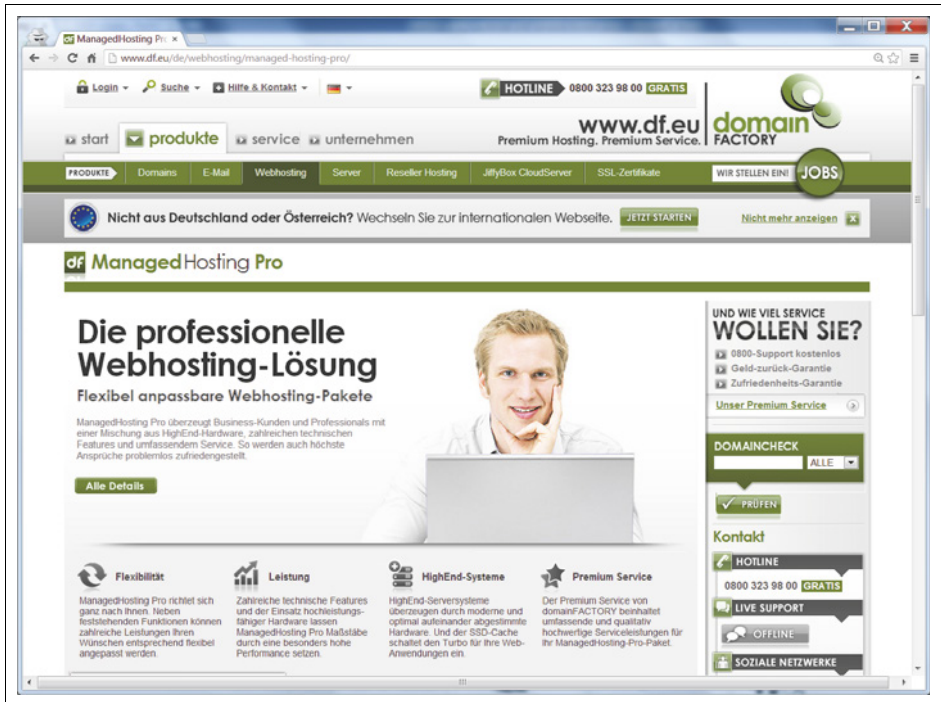 ManagedHosting Pro
www.df.eu/de/webhosting/managed-hosting-pro/
Login
Suche
Hilfe & Kontakt
HOTLINE 0800 323 98 00 GRATIS
www.df.eu
Premium Hosting. Premium Service.
domain
FACTORY
start produkte service unternehmen
PRODUKTE Domains E-Mail Webhosting Server Reseller Hosting JiffyBox CloudServer SSL-Zertifikate WIR STELLEN EIN! JOBS
Nicht aus Deutschland oder Österreich? Wechseln Sie zur internationalen Webseite. JETZT STARTEN Nicht mehr anzeigen x
df ManagedHosting Pro
Die professionelle
Webhosting-Lösung
Flexibel anpassbare Webhosting-Pakete
ManagedHosting Pro überzeugt Business-Kunden und Professionals mit
einer Mischung aus HighEnd-Hardware, zahlreichen technischen
Features und umfassendem Service. So werden auch höchste
Ansprüche problemlos zufriedengestellt.
Alle Details
UND WIE VIEL SERVICE
WOLLEN SIE?
0800-Support kostenlos
Geld-zurück-Garantie
Zufriedenheits-Garantie
Unser Premium Service
DOMAINCHECK
ALLE
PRÜFEN
Kontakt
HOTLINE
0800 323 98 00 GRATIS
LIVE SUPPORT
OFFLINE
SOZIALE NETZWERKE
Flexibilität
ManagedHosting Pro richtet sich
ganz nach Ihnen. Neben
feststehenden Funktionen können
zahlreiche Leistungen Ihren
Wünschen entsprechend flexibel
angepasst werden.
Leistung
Zahlreiche technische Features
und der Einsatz hochleistungs-
fähiger Hardware lassen
ManagedHosting Pro Maßstäbe
durch eine besonders hohe
Performance setzen.
HighEnd-Systeme
HighEnd-Serversysteme
überzeugen durch moderne und
optimal aufeinander abgestimmte
Hardware. Und der SSD-Cache
schaltet den Turbo für Ihre Web-
Anwendungen ein.
Premium Service
Der Premium Service von
domainFACTORY beinhaltet
umfassende und qualitativ
hochwertige Serviceleistungen für
Ihr ManagedHosting-Pro-Paket.